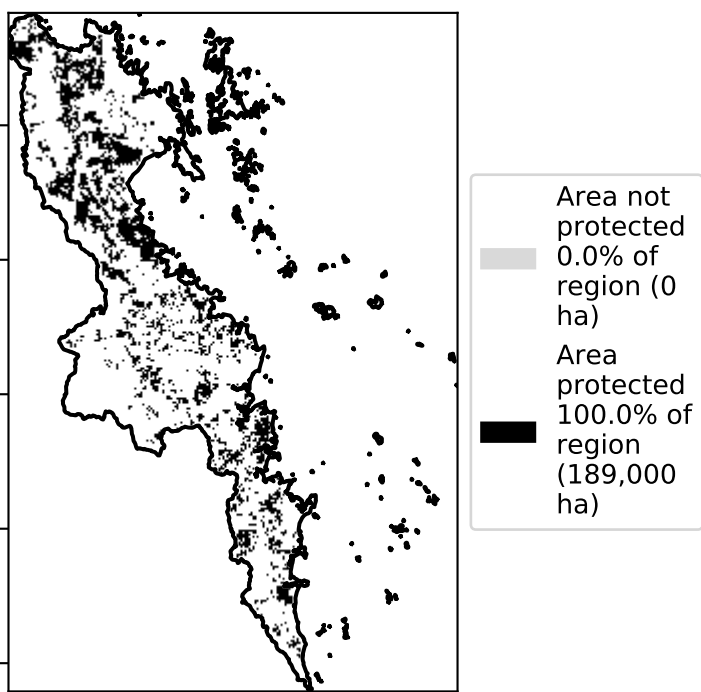 Area not
protected
0.0% of
region (0
ha)
Area
protected
100.0% of
region
(189,000
ha)